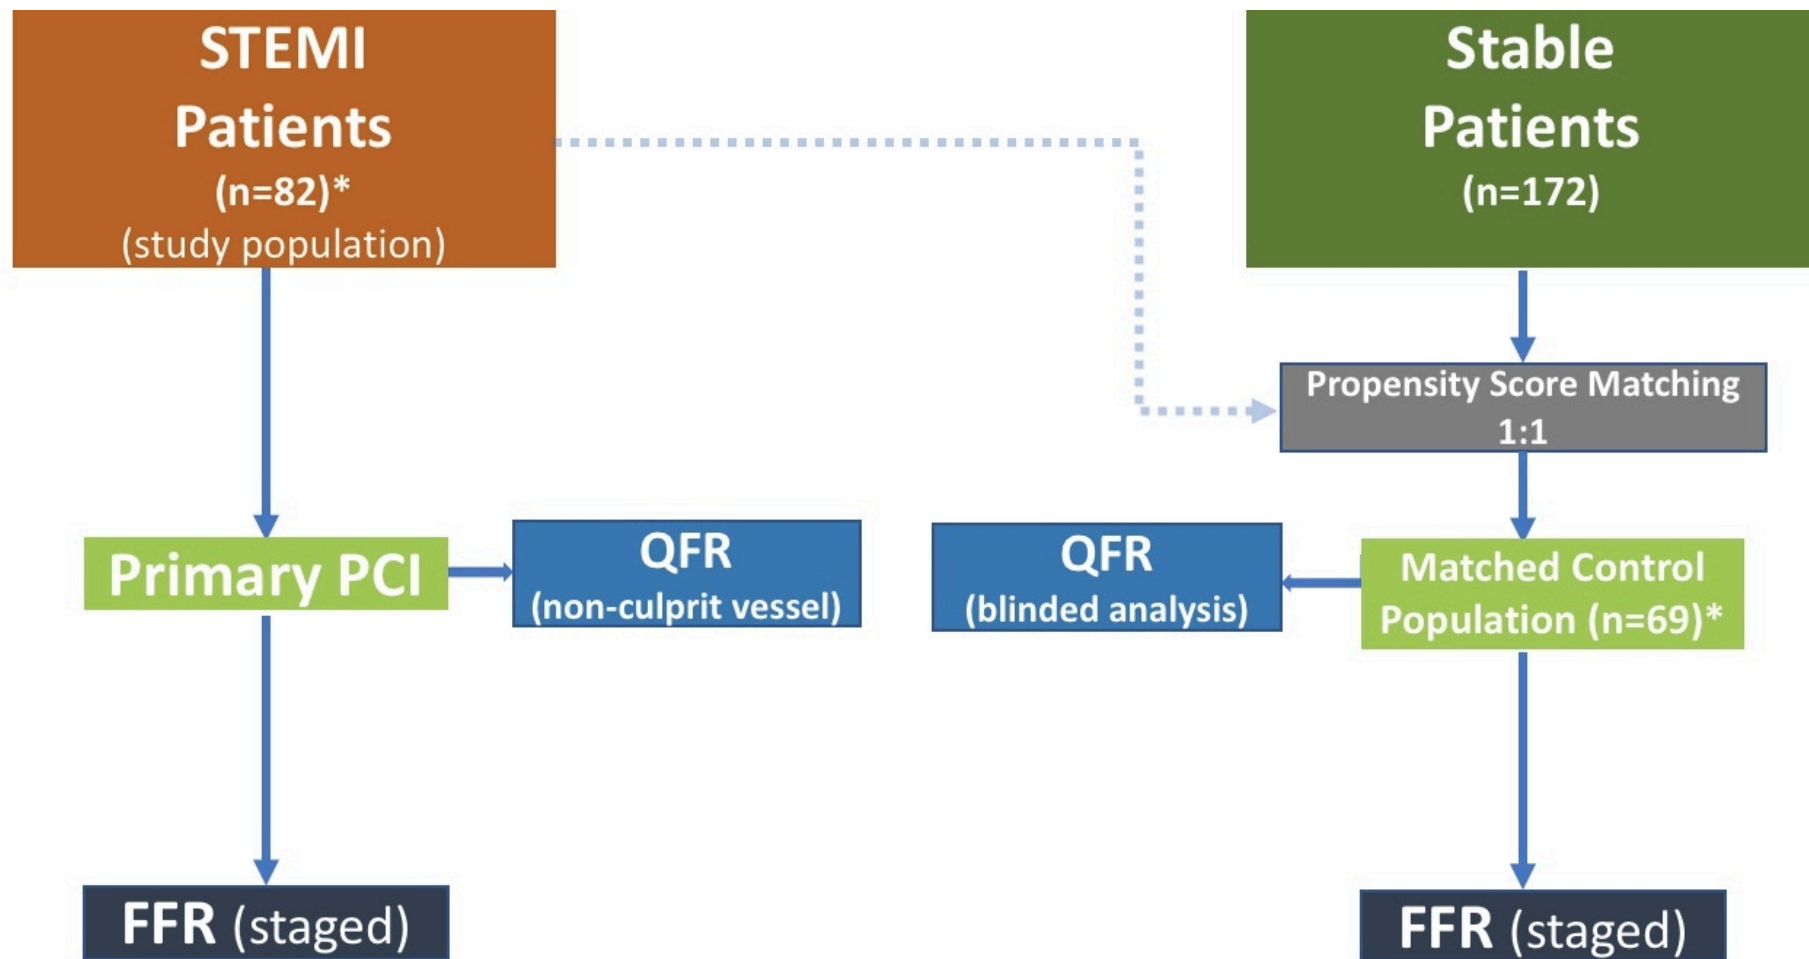 STEMI
Patients
(n=82)*
(study population)
Stable
Patients
(n=172)
Propensity Score Matching
1:1
Primary PCI
QFR
(non-culprit vessel)
QFR
(blinded analysis)
Matched Control
Population (n=69)*
FFR (staged)
FFR (staged)